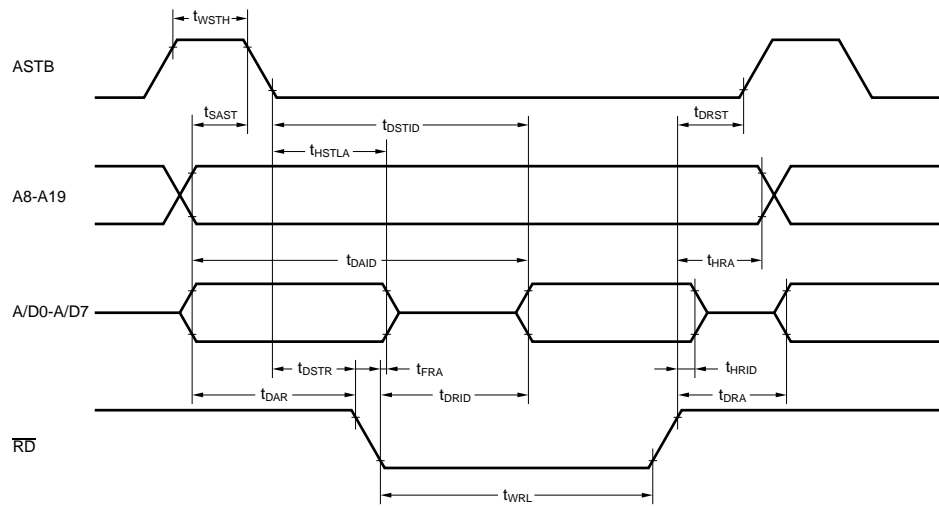 tWSTH
ASTB
tSAST
tDSTID
tDRST
tHSTLA
A8-A19
tDAID
tHRA
A/D0-A/D7
tDSTR
tFRA
tHRID
tDAR
tDRID
tDRA
RD
tWRL